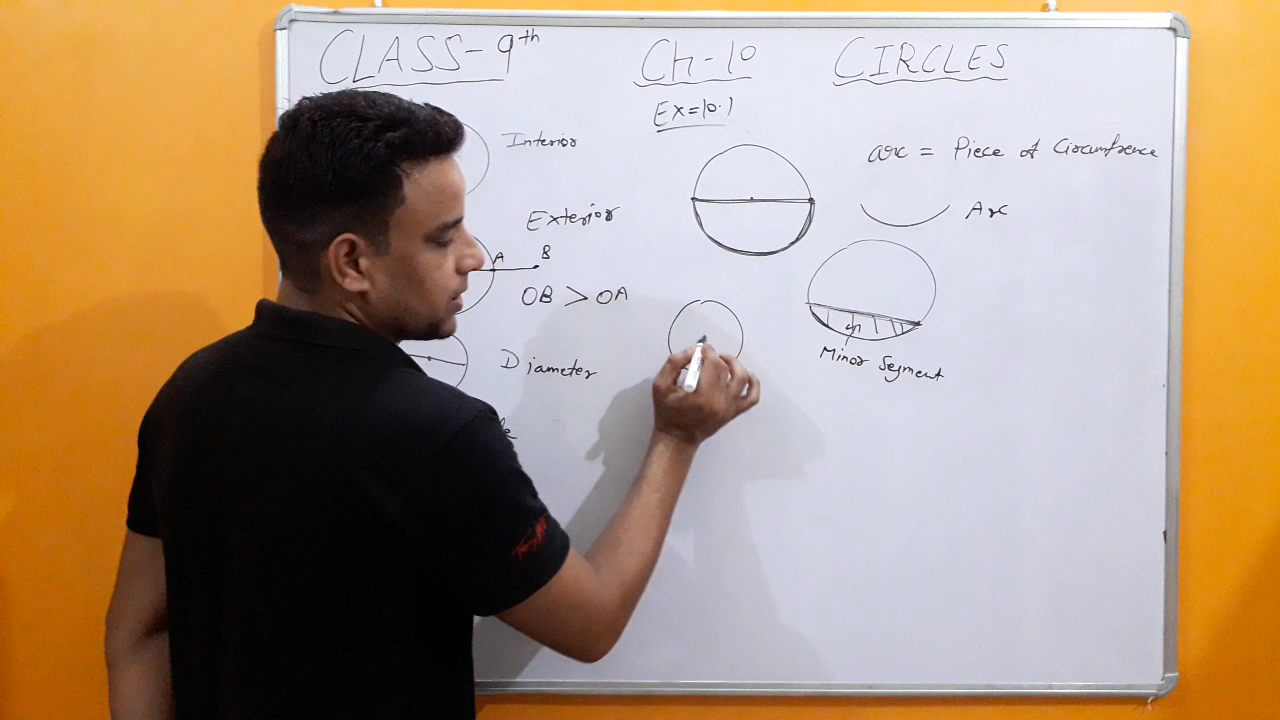 CLASS-9th
Ch-10
CIRCLES
Ex=10.1
Interior
Exterior
A B
OB > OA
Diameter
arc = Piece of Circumfrence
Arc
Minor Segment